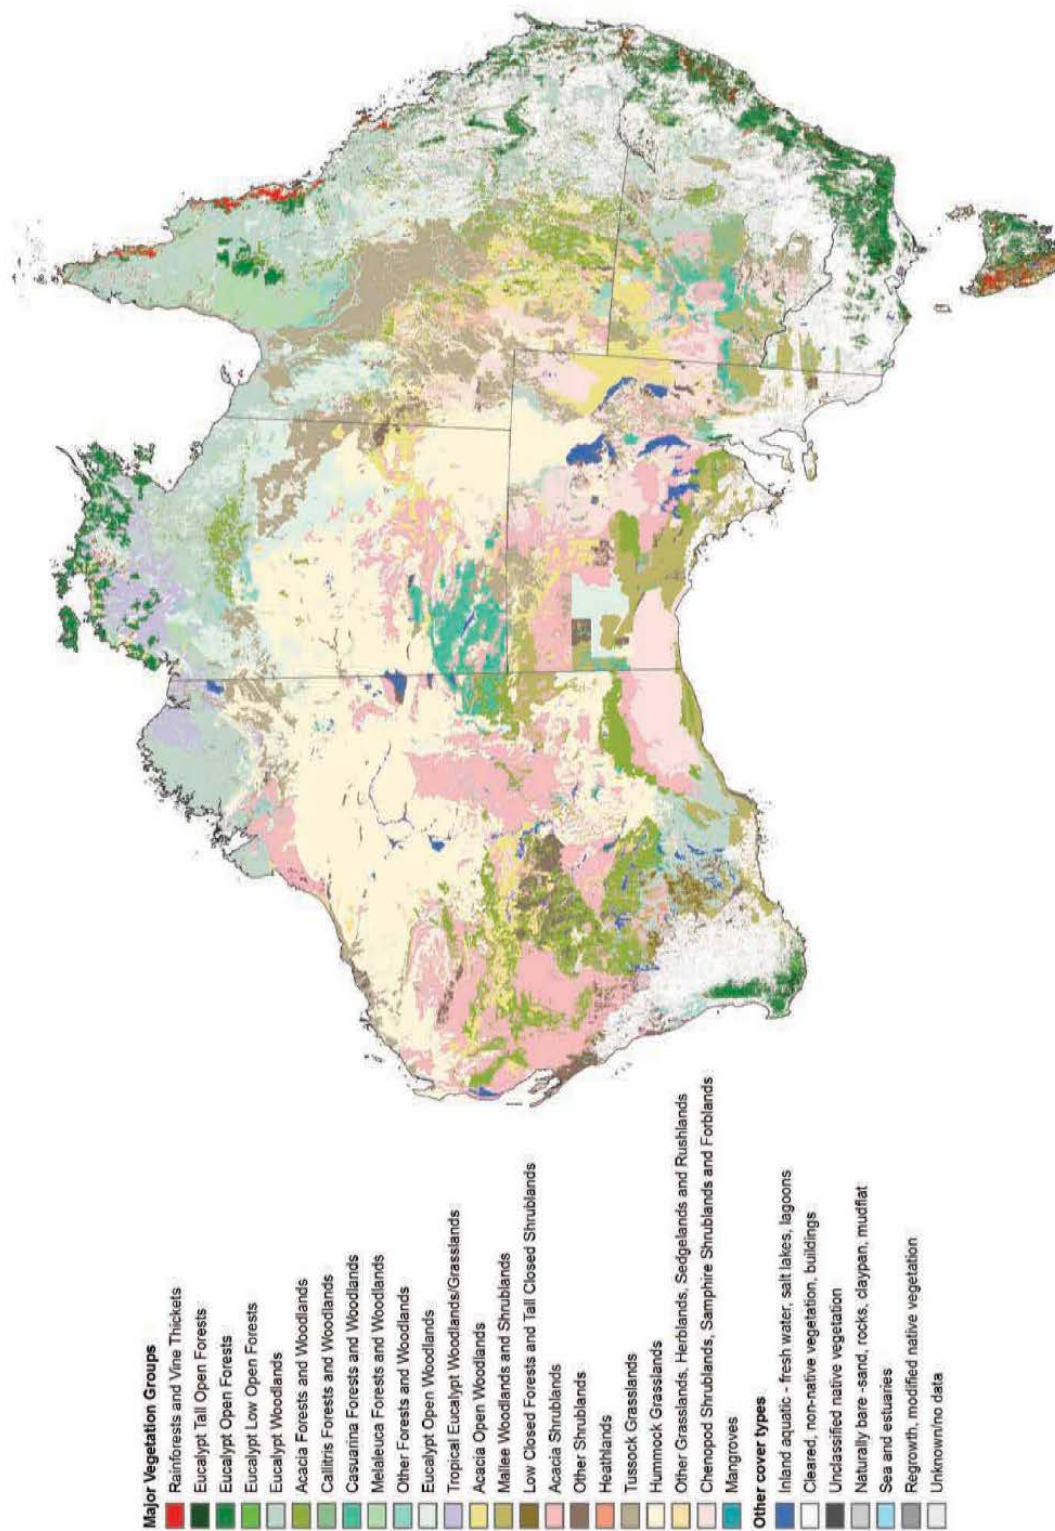 Major Vegetation Groups
Rainforests and Vine Thickets
Eucalypt Tall Open Forests
Eucalypt Open Forests
Eucalypt Low Open Forests
Eucalypt Woodlands
Acacia Forests and Woodlands
Callitris Forests and Woodlands
Casuarina Forests and Woodlands
Melaleuca Forests and Woodlands
Other Forests and Woodlands
Eucalypt Open Woodlands
Tropical Eucalypt Woodlands/Grasslands
Acacia Open Woodlands
Mallee Woodlands and Shrublands
Low Closed Forests and Tall Closed Shrublands
Acacia Shrublands
Other Shrublands
Heathlands
Tussock Grasslands
Hummock Grasslands
Other Grasslands, Herblands, Sedgelands and Rushlands
Chenopod Shrublands, Samphire Shrublands and Forblands
Mangroves
Other cover types
Inland aquatic - fresh water, salt lakes, lagoons
Cleared, non-native vegetation, buildings
Unclassified native vegetation
Naturally bare -sand, rocks, claypan, mudflat
Sea and estuaries
Regrowth, modified native vegetation
Unknown/no data